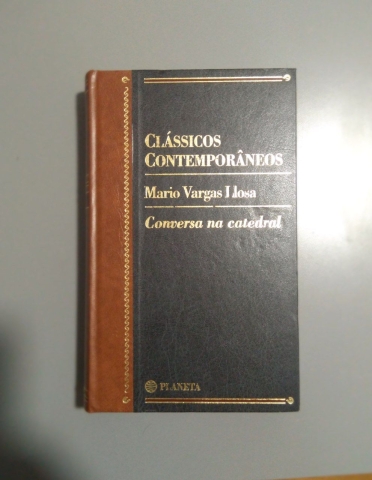 CLÁSSICOS
CONTEMPORÂNEOS
Mario Vargas Llosa
Conversa na catedral
PLANETA